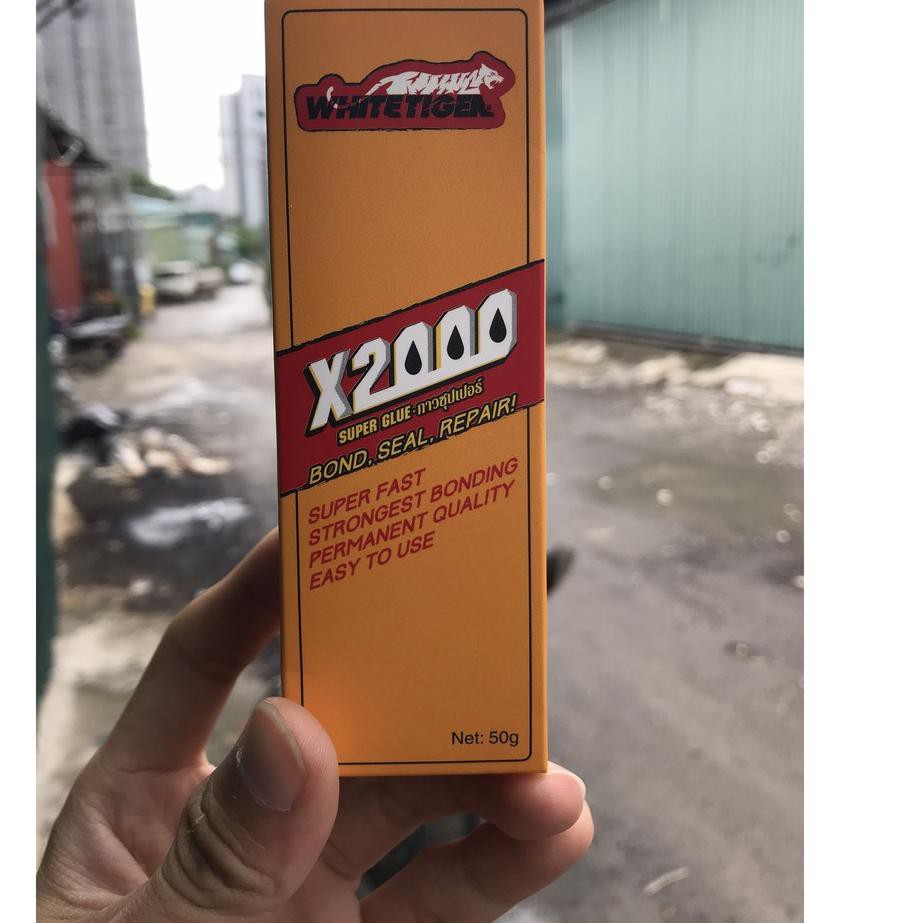 WHITETIGER
X2000
SUPER GLUE·กาวซุปเปอร์
BOND, SEAL, REPAIR!
SUPER FAST
STRONGEST BONDING
PERMANENT QUALITY
EASY TO USE
Net: 50g